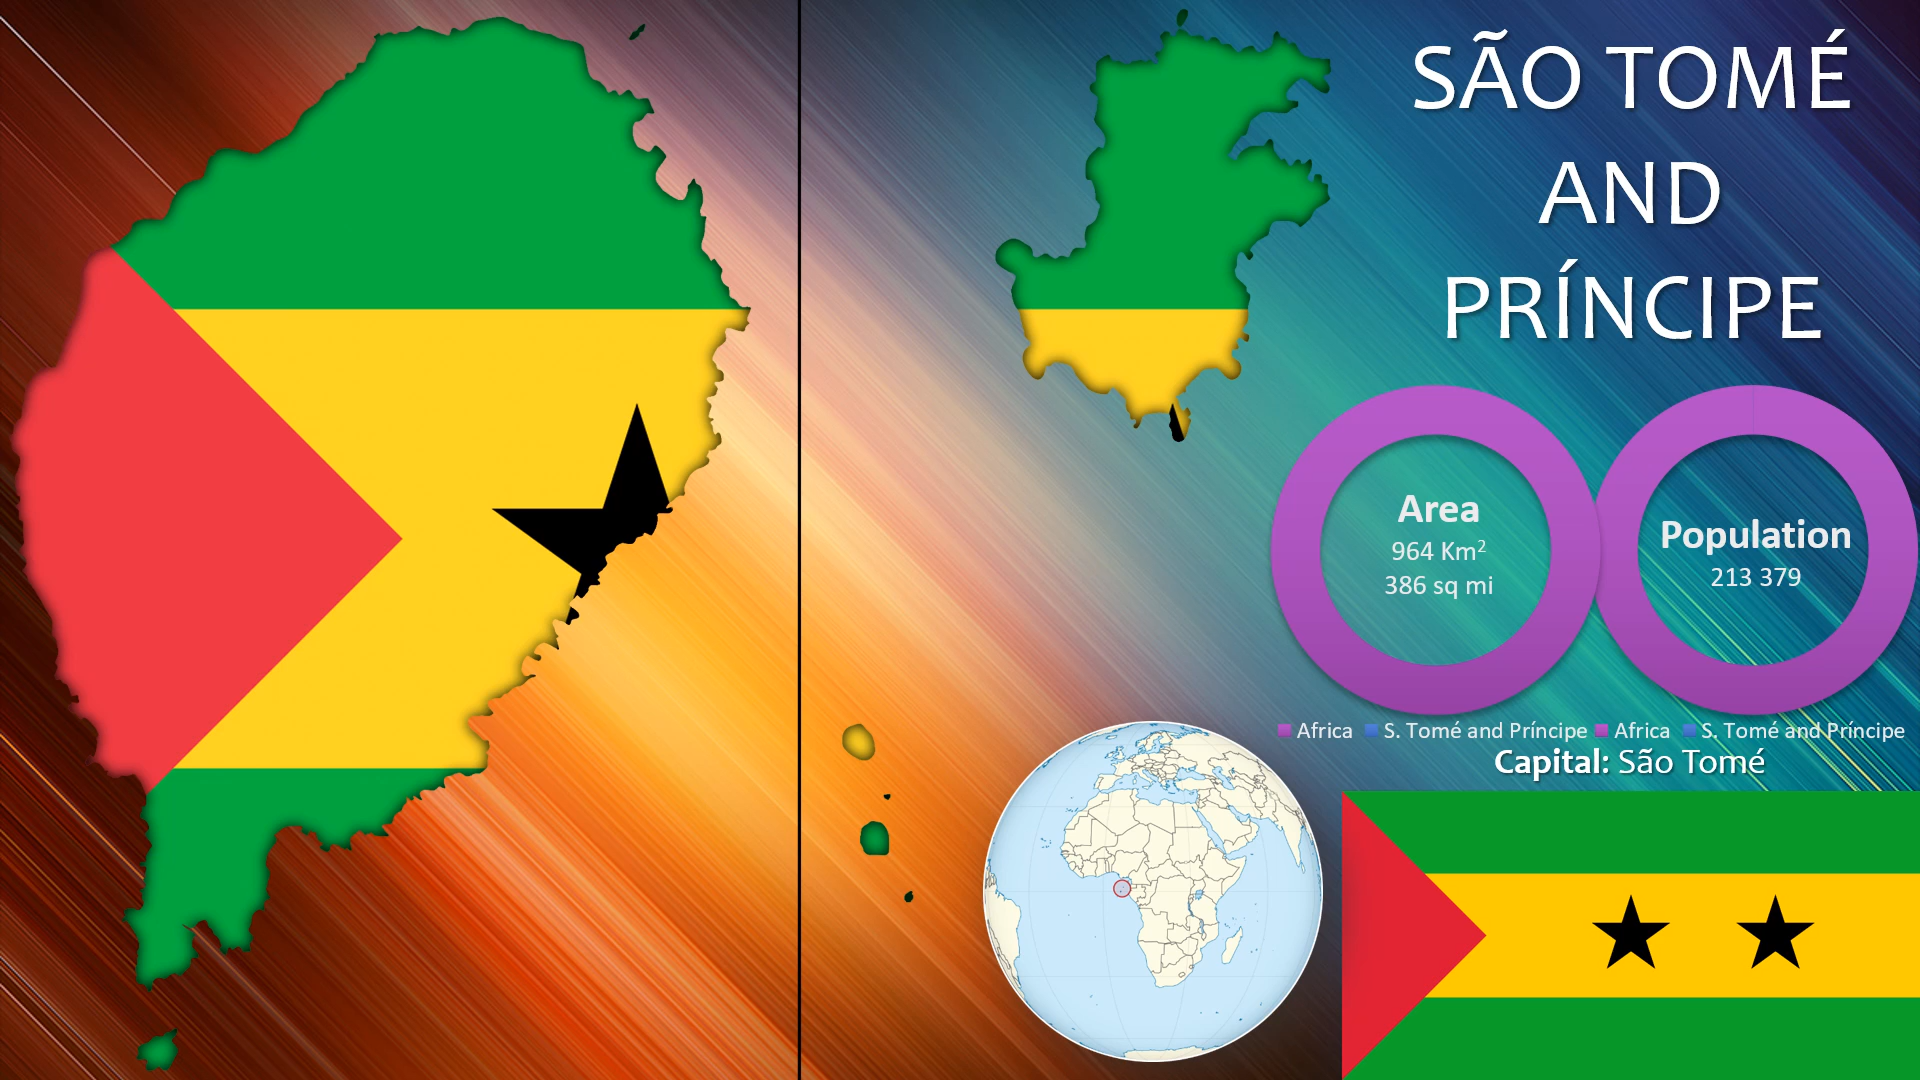 SÃO TOMÉ
AND
PRÍNCIPE
Area
964 Km²
386 sq mi
Population
213 379
Africa S. Tomé and Príncipe
Africa S. Tomé and Príncipe
Capital: São Tomé